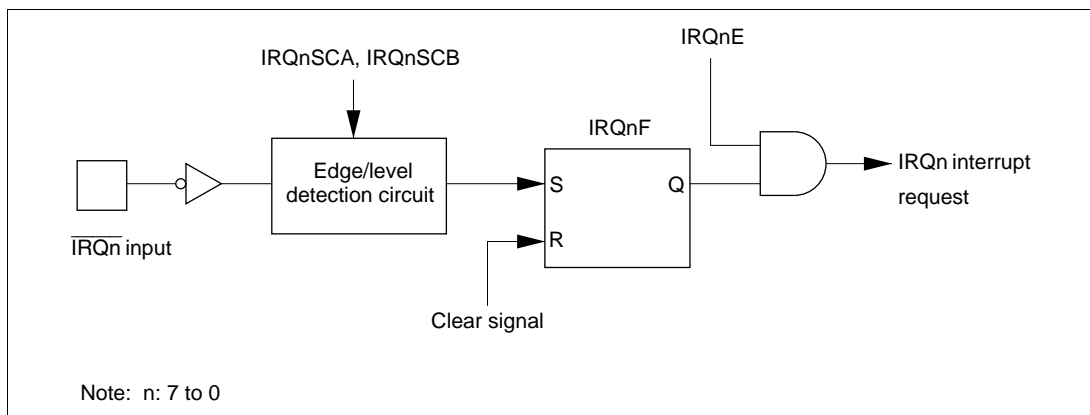 IRQnE
IRQnSCA, IRQnSCB
IRQnF
Edge/level
detection circuit
S
Q
R
IRQn interrupt
request
IRQn input
Clear signal
Note: n: 7 to 0